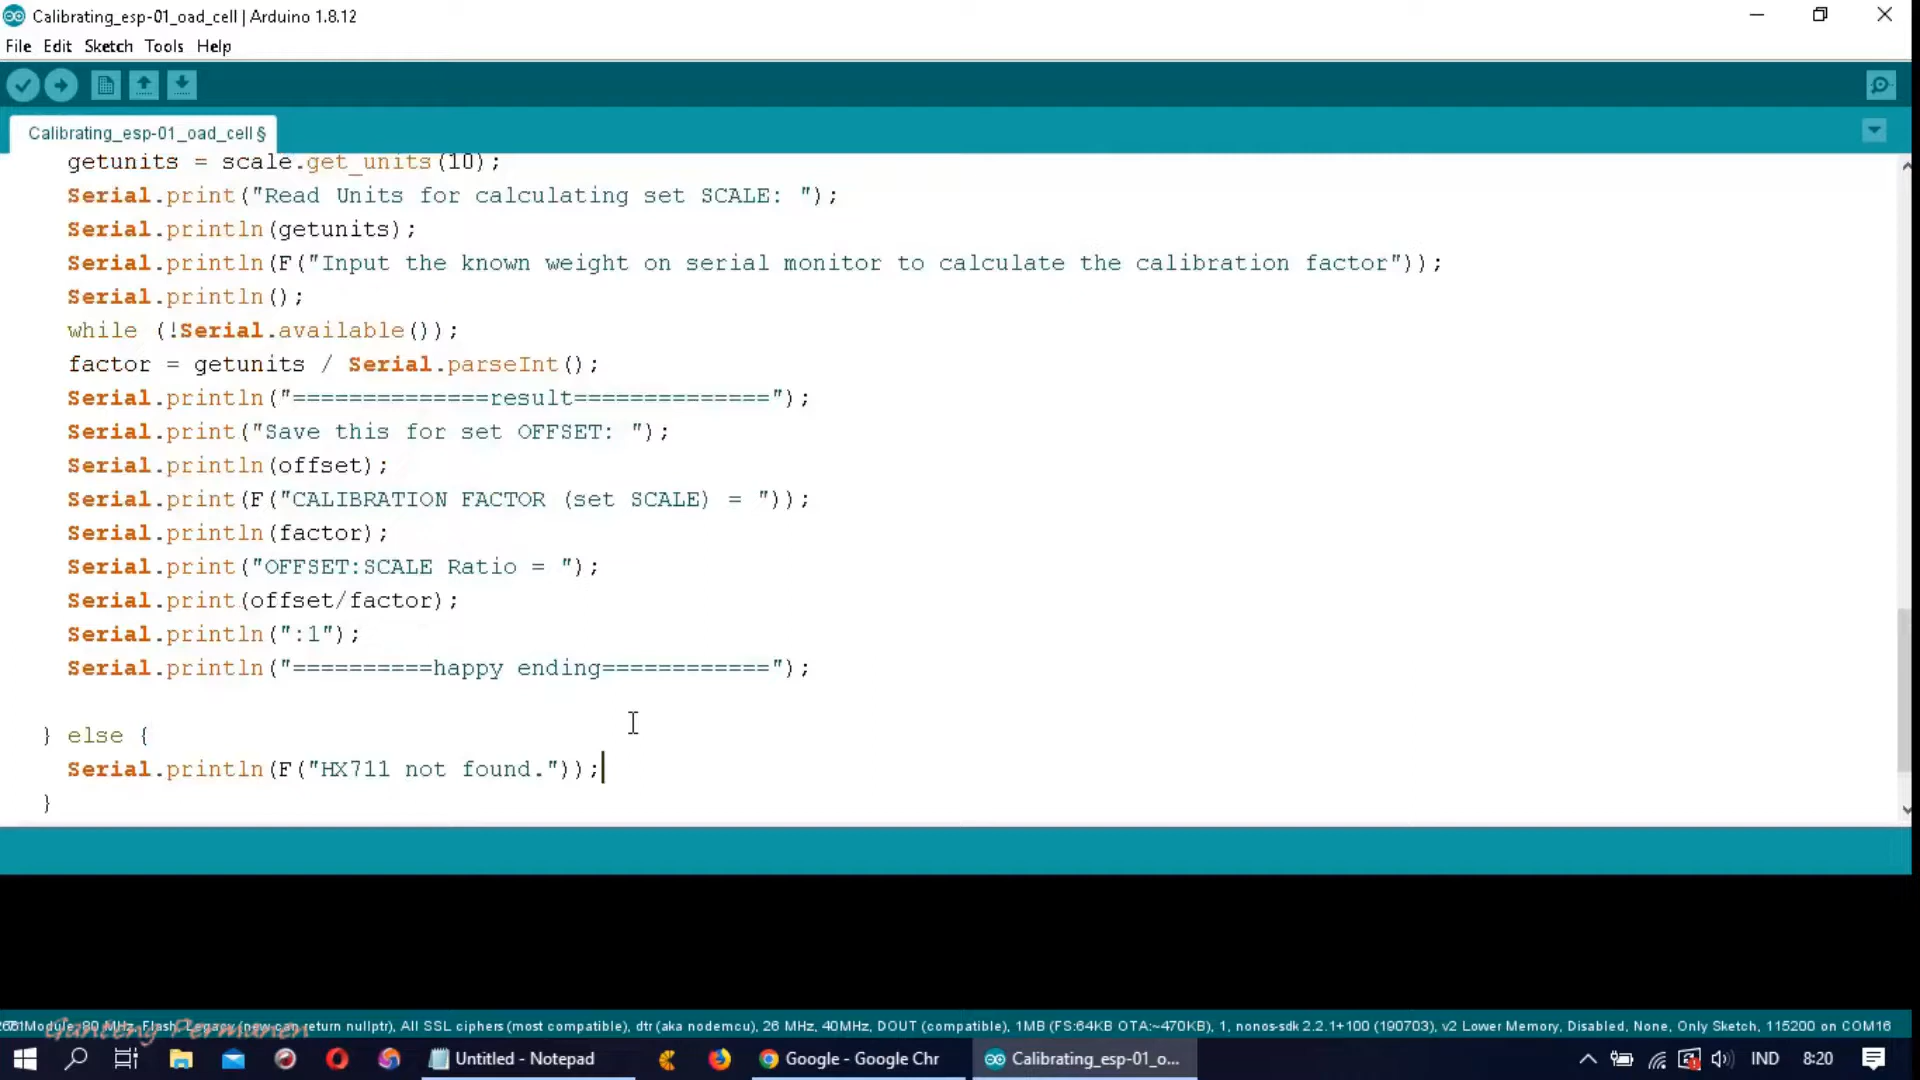 Calibrating_esp-01_oad_cell | Arduino 1.8.12
File Edit Sketch Tools Help
Calibrating_esp-01_oad_cell §
getunits = scale.get_units(10);
Serial.print("Read Units for calculating set SCALE: ");
Serial.println(getunits);
Serial.println(F("Input the known weight on serial monitor to calculate the calibration factor"));
Serial.println();
while (!Serial.available());
factor = getunits / Serial.parseInt();
Serial.println("==============result==============");
Serial.print("Save this for set OFFSET: ");
Serial.println(offset);
Serial.print(F("CALIBRATION FACTOR (set SCALE) = "));
Serial.println(factor);
Serial.print("OFFSET:SCALE Ratio = ");
Serial.print(offset/factor);
Serial.println(":1");
Serial.println("==========happy ending============");
} else {
Serial.println(F("HX711 not found."));
}
Module, 80 MHz, Flash, Legacy (new can return nullptr), All SSL ciphers (most compatible), dtr (aka nodemcu), 26 MHz, 40MHz, DOUT (compatible), 1MB (FS:64KB OTA:~470KB), 1, nonos-sdk 2.2.1+100 (190703), v2 Lower Memory, Disabled, None, Only Sketch, 115200 on COM16
Gunceng Permanen
Untitled - Notepad Google - Google Chr Calibrating_esp-01_o... IND 8:20